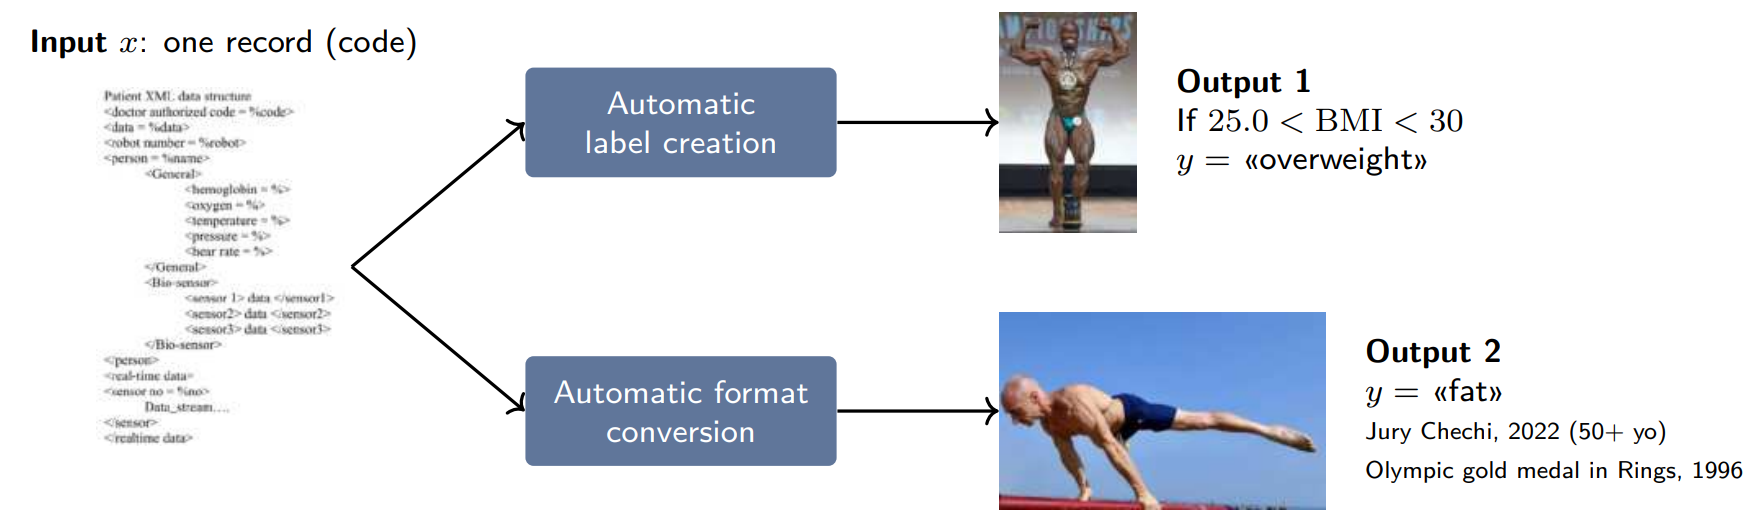 Input x: one record (code)
Patient XML data structure
<doctor authorized code = %code>
<data = %data>
<robot number = %robot>
<person = %name>
<General>
<hemoglobin = %>
<oxygen = %>
<temperature = %>
<pressure = %>
<hear rate = %>
</General>
<Bio-sensor>
<sensor 1> data </sensor1>
<sensor2> data </sensor2>
<sensor3> data </sensor3>
</Bio-sensor>
</person>
<real-time data>
<sensor no = %no>
Data_stream....
</sensor>
</realtime data>
Automatic
label creation
Automatic format
conversion
Output 1
If 25.0 < BMI < 30
y = «overweight»
Output 2
y = «fat»
Jury Chechi, 2022 (50+ yo)
Olympic gold medal in Rings, 1996